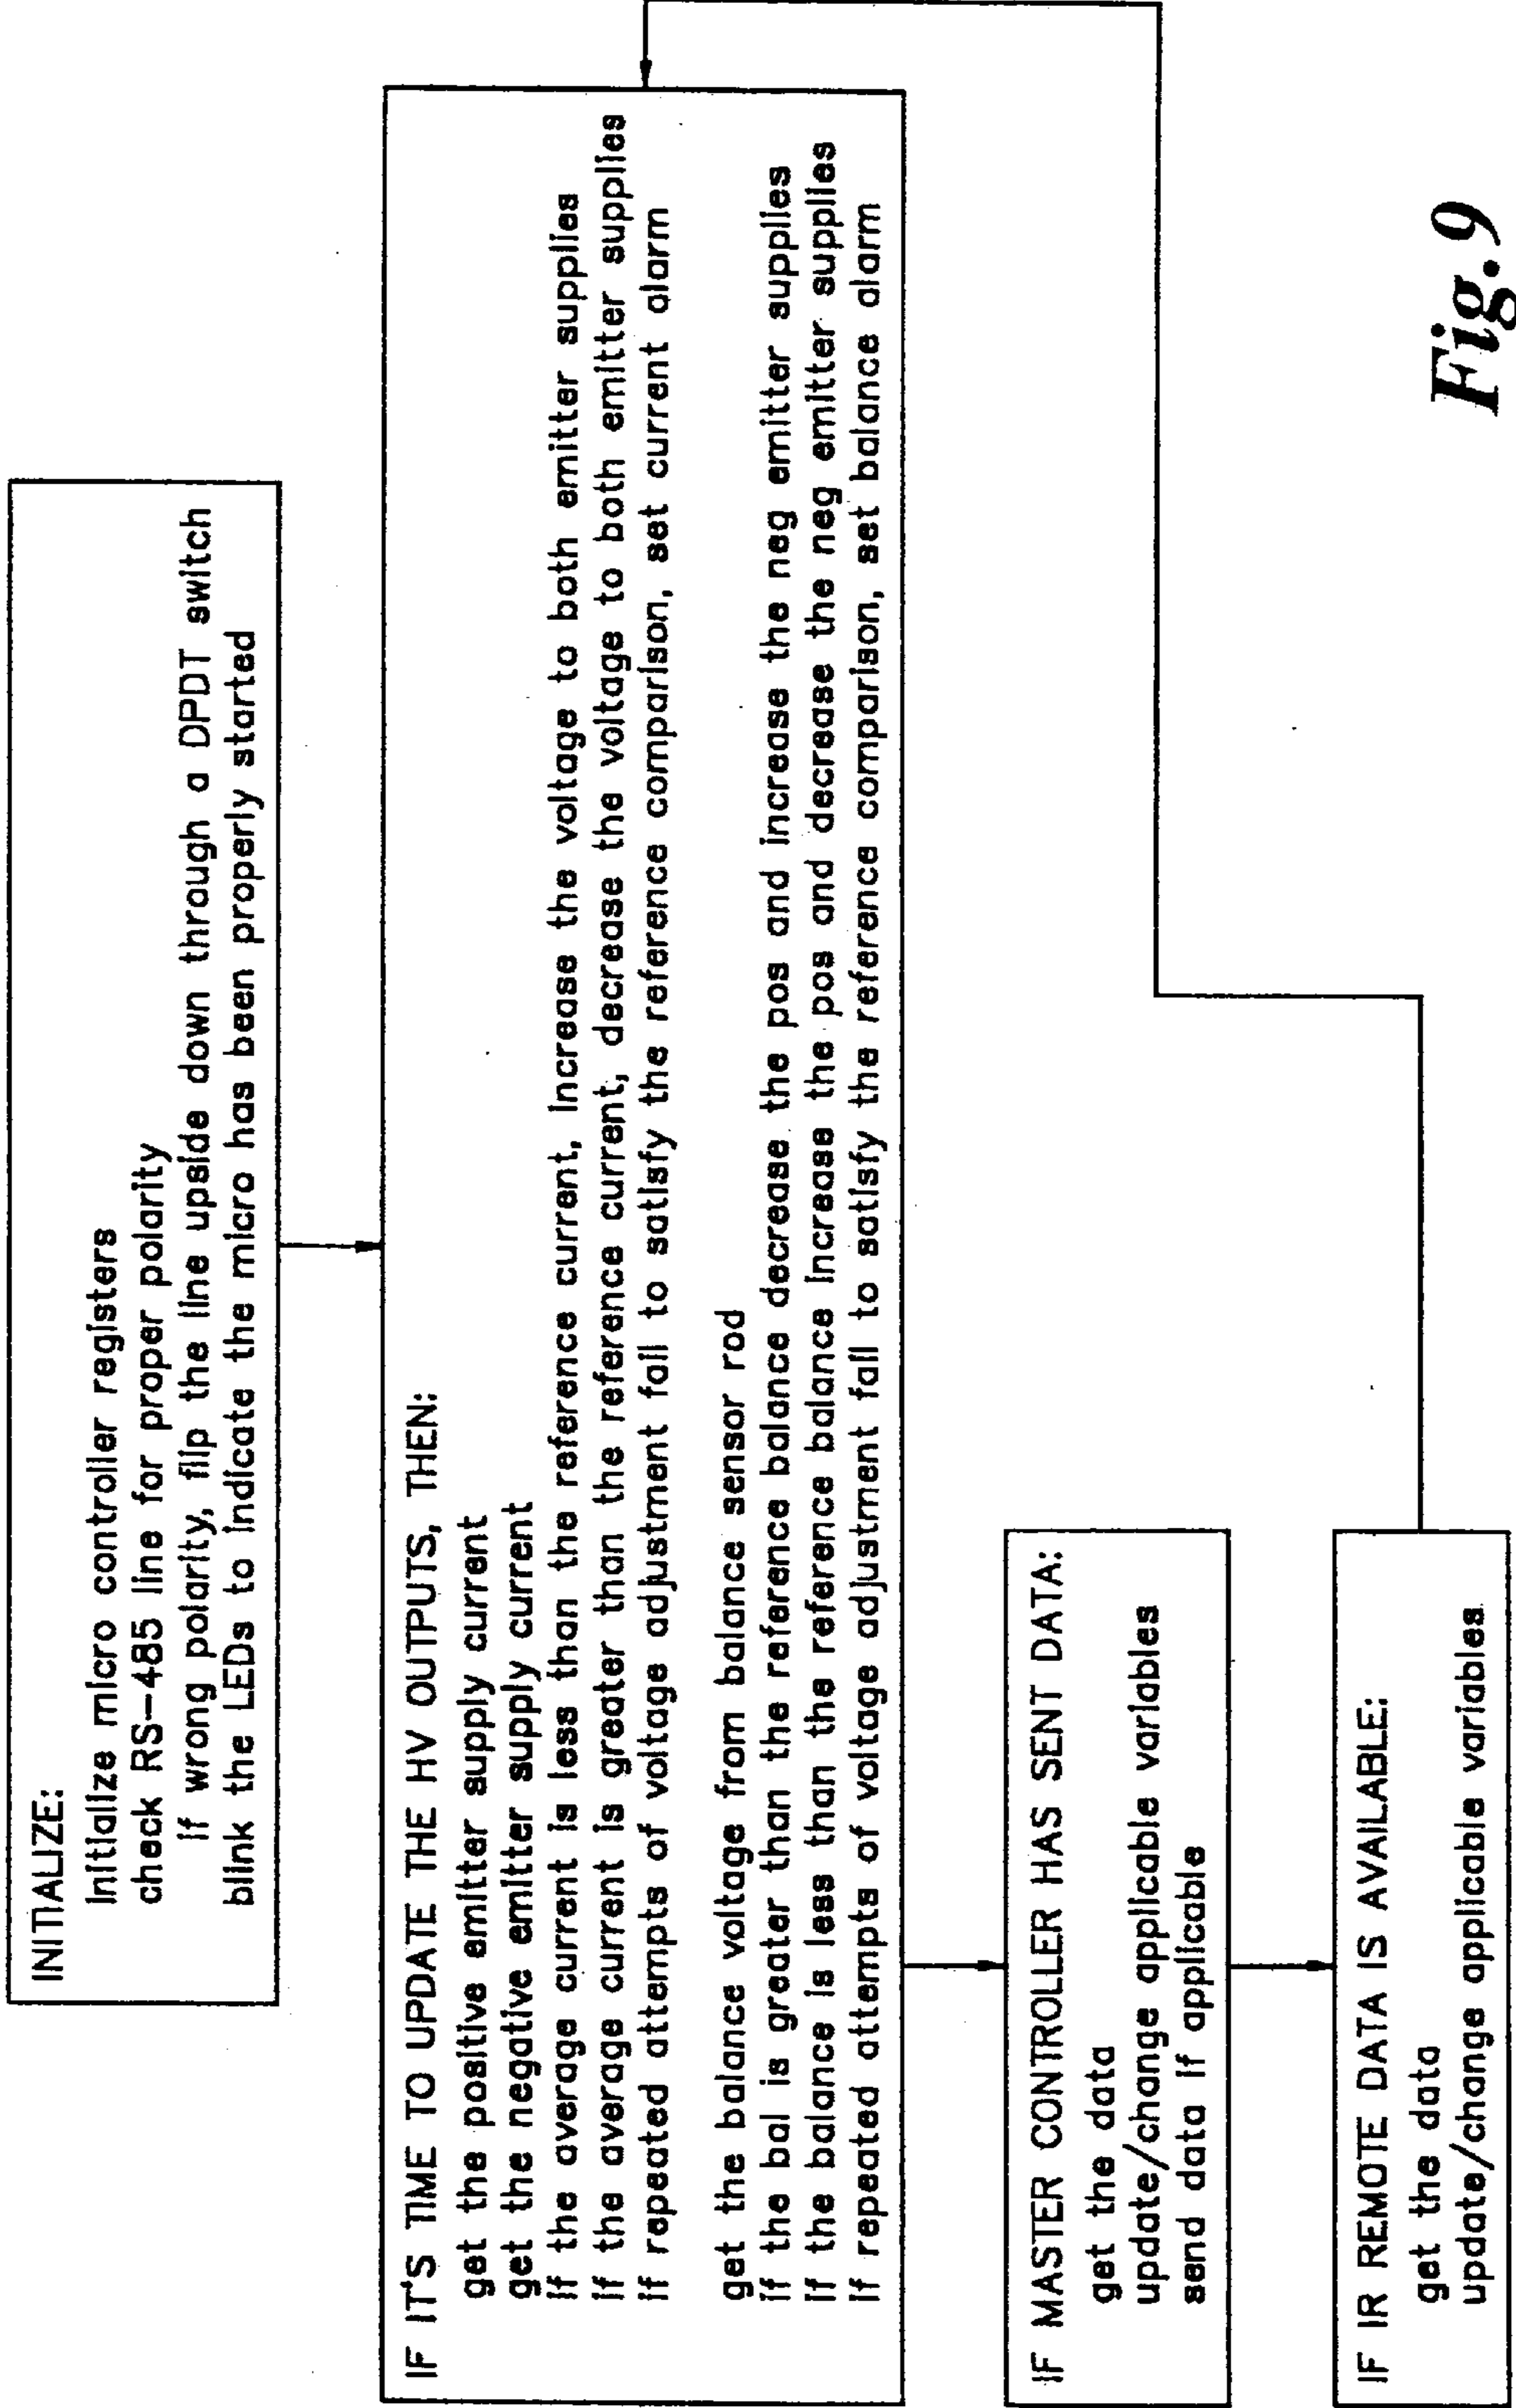 INITIALIZE:
initialize micro controller registers
check RS-485 line for proper polarity
if wrong polarity, flip the line upside down through a DPDT switch
blink the LEDs to indicate the micro has been properly started
IF IT'S TIME TO UPDATE THE HV OUTPUTS, THEN:
get the positive emitter supply current
get the negative emitter supply current
if the average current is less than the reference current, increase the voltage to both emitter supplies
if the average current is greater than the reference current, decrease the voltage to both emitter supplies
if repeated attempts of voltage adjustment fail to satisfy the reference comparison, set current alarm
get the balance voltage from balance sensor rod
if the bal is greater than the reference balance decrease the pos and increase the neg emitter supplies
if the balance is less than the reference balance increase the pos and decrease the neg emitter supplies
if repeated attempts of voltage adjustment fail to satisfy the reference comparison, set balance alarm
IF MASTER CONTROLLER HAS SENT DATA:
get the data
update/change applicable variables
send data if applicable
IF IR REMOTE DATA IS AVAILABLE:
get the data
update/change applicable variables
Fig. 9